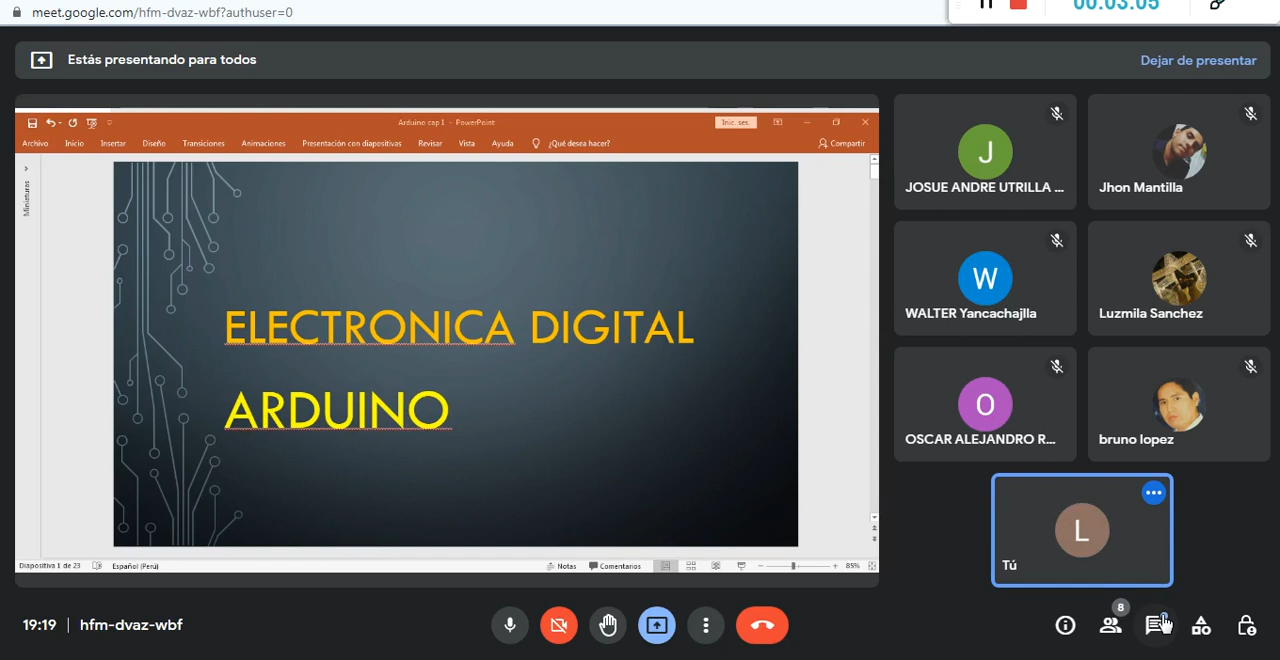 meet.google.com/hfm-dvaz-wbf?authuser=0
00:03:05
Estás presentando para todos
Dejar de presentar
Arduino cap 1 - PowerPoint
Inic. ses.
Archivo Inicio Insertar Diseño Transiciones Animaciones Presentación con diapositivas Revisar Vista Ayuda ¿Qué desea hacer? Compartir
Miniaturas
ELECTRONICA DIGITAL
ARDUINO
Diapositiva 1 de 23 Español (Perú) Notas Comentarios 85%
J
JOSUE ANDRE UTRILLA ...
Jhon Mantilla
W
WALTER Yancachajlla
Luzmila Sanchez
O
OSCAR ALEJANDRO R...
bruno lopez
L
Tú
19:19 | hfm-dvaz-wbf
8